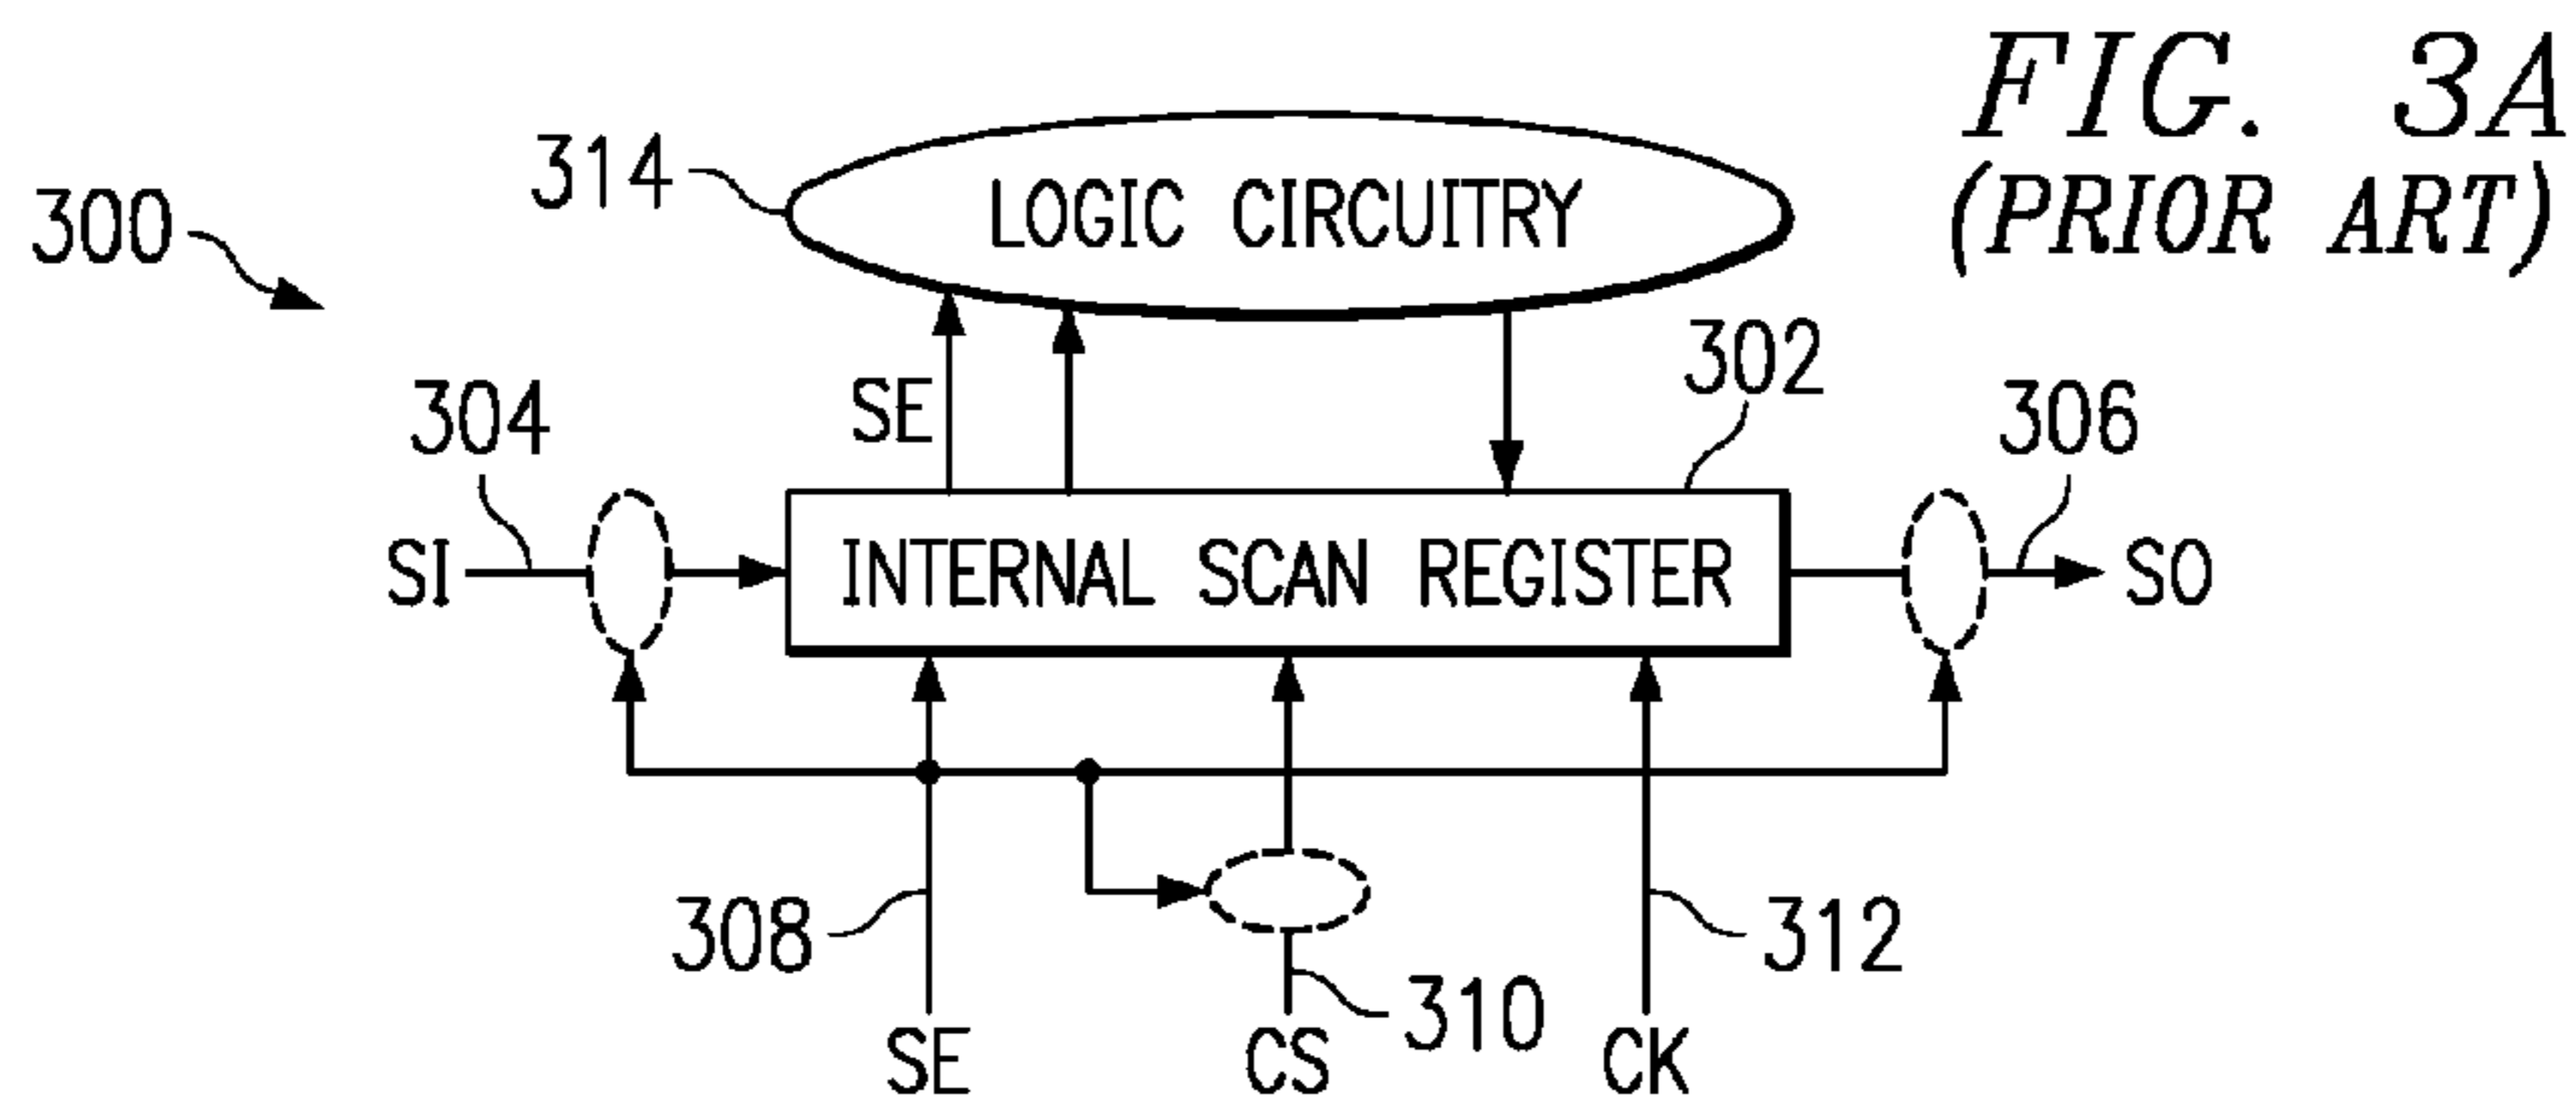 FIG. 3A
(PRIOR ART)
300
314
LOGIC CIRCUITRY
302
304
SE
306
SI
INTERNAL SCAN REGISTER
SO
308
310
312
SE
CS
CK